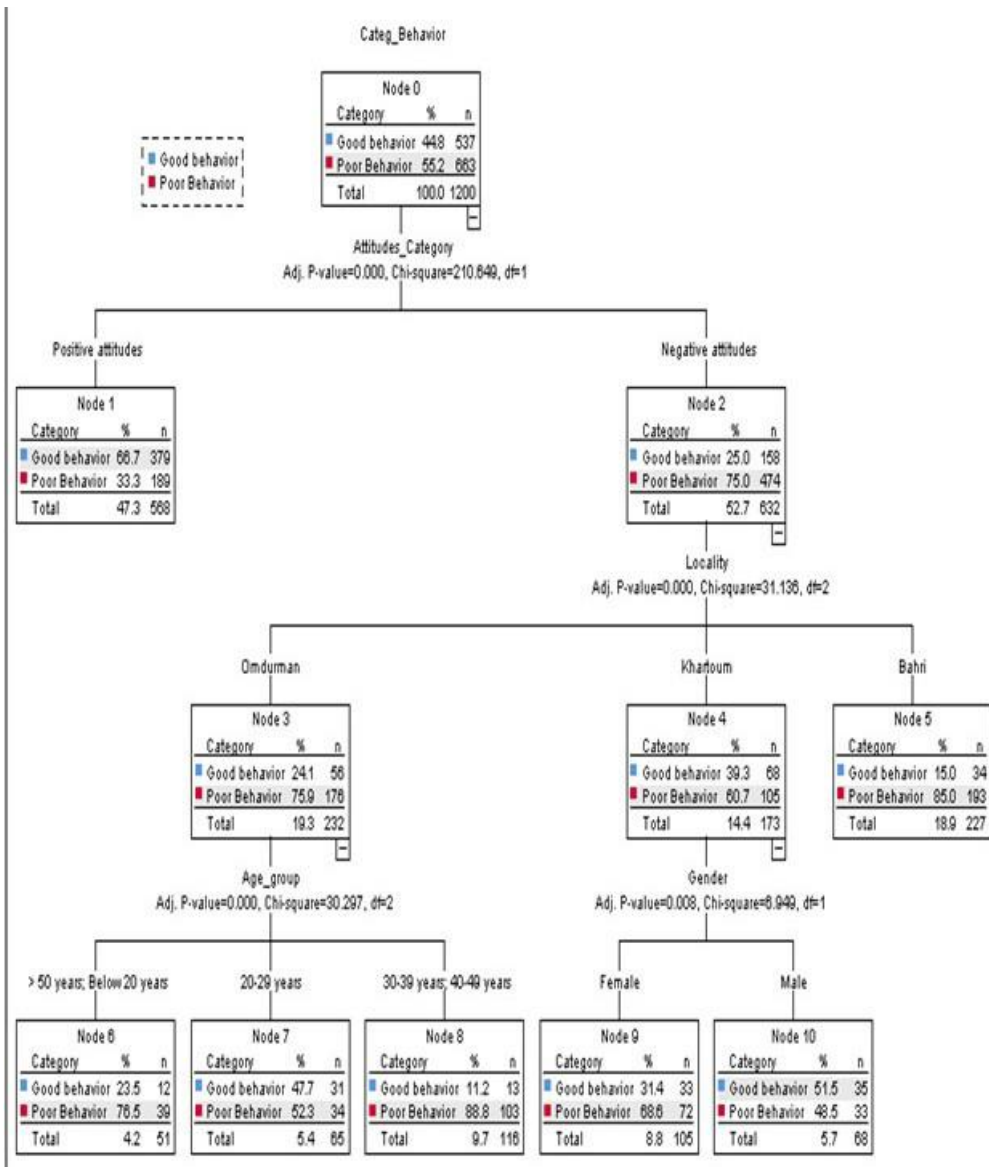 Categ_Behavior
Good behavior
Poor Behavior
Node 0
Category % n
Good behavior 44.8 537
Poor Behavior 55.2 663
Total 100.0 1200
Attitudes_Category
Adj. P-value=0.000, Chi-square=210.649, df=1
Positive attitudes
Negative attitudes
Node 1
Category % n
Good behavior 66.7 379
Poor Behavior 33.3 189
Total 47.3 568
Node 2
Category % n
Good behavior 25.0 158
Poor Behavior 75.0 474
Total 52.7 632
Locality
Adj. P-value=0.000, Chi-square=31.136, df=2
Omdurman
Khartoum
Bahri
Node 3
Category % n
Good behavior 24.1 56
Poor Behavior 75.9 176
Total 19.3 232
Node 4
Category % n
Good behavior 39.3 68
Poor Behavior 60.7 105
Total 14.4 173
Node 5
Category % n
Good behavior 15.0 34
Poor Behavior 85.0 193
Total 18.9 227
Age_group
Adj. P-value=0.000, Chi-square=30.297, df=2
Gender
Adj. P-value=0.008, Chi-square=6.949, df=1
> 50 years; Below 20 years
20-29 years
30-39 years; 40-49 years
Female
Male
Node 6
Category % n
Good behavior 23.5 12
Poor Behavior 76.5 39
Total 4.2 51
Node 7
Category % n
Good behavior 47.7 31
Poor Behavior 52.3 34
Total 5.4 65
Node 8
Category % n
Good behavior 11.2 13
Poor Behavior 88.8 103
Total 9.7 116
Node 9
Category % n
Good behavior 31.4 33
Poor Behavior 68.6 72
Total 8.8 105
Node 10
Category % n
Good behavior 51.5 35
Poor Behavior 48.5 33
Total 5.7 68